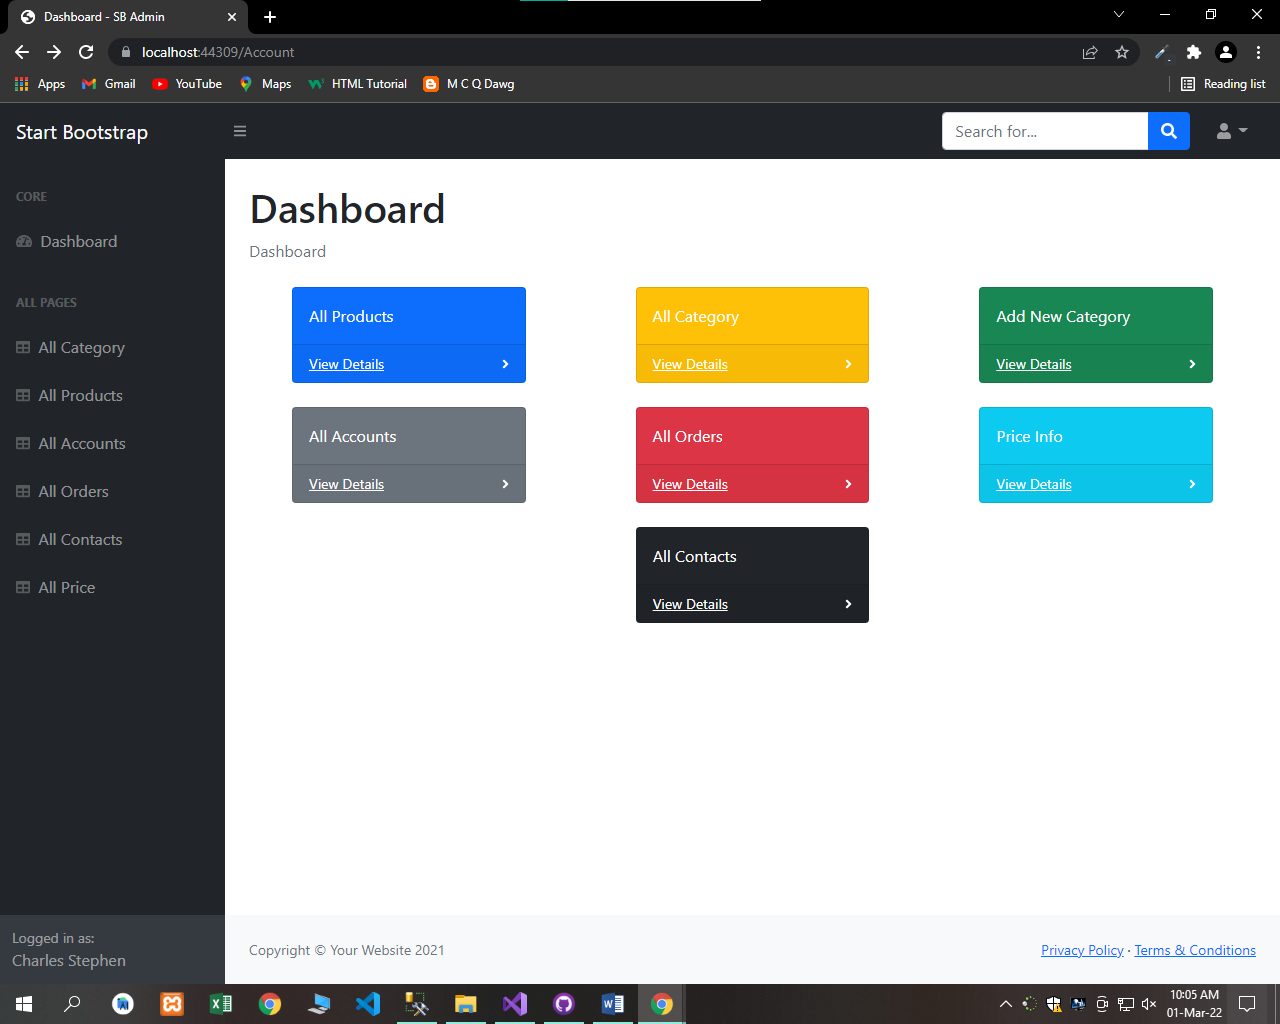 Dashboard - SB Admin
localhost:44309/Account
Apps
Gmail
YouTube
Maps
HTML Tutorial
M C Q Dawg
Reading list
Start Bootstrap
Search for...
CORE
Dashboard
ALL PAGES
All Category
All Products
All Accounts
All Orders
All Contacts
All Price
Logged in as:
Charles Stephen
Dashboard
Dashboard
All Products
View Details
All Category
View Details
Add New Category
View Details
All Accounts
View Details
All Orders
View Details
Price Info
View Details
All Contacts
View Details
Copyright © Your Website 2021
Privacy Policy · Terms & Conditions
10:05 AM
01-Mar-22